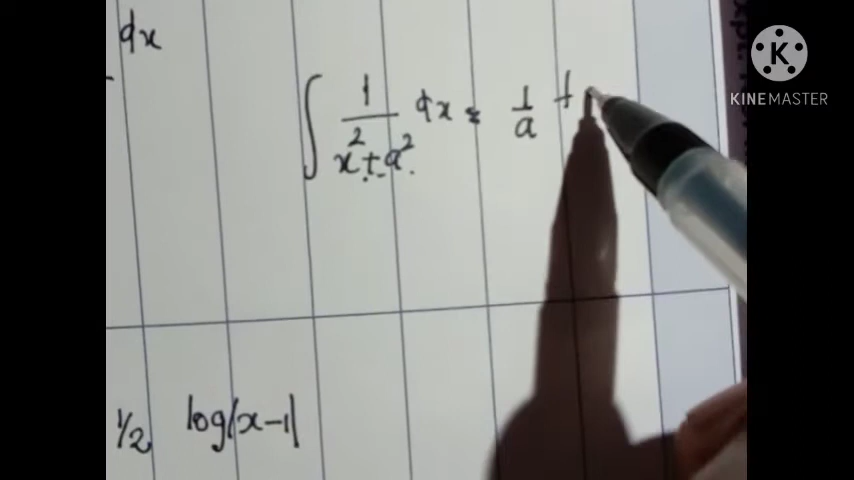 dx
∫ 1/(x²+a²) dx = 1/a t
½ log|x-1|
KINEMASTER